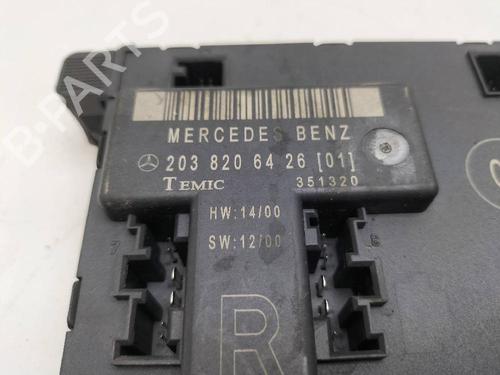 MERCEDES BENZ
203 820 64 26 [01]
TEMIC 351320
HW:14/00
SW:12/00
R
B-PARTS